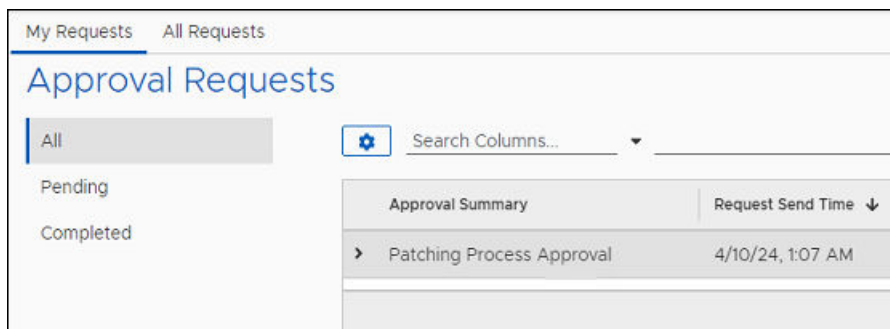 My Requests All Requests
Approval Requests
All
Search Columns...
Pending
Approval Summary Request Send Time
Completed
Patching Process Approval 4/10/24, 1:07 AM